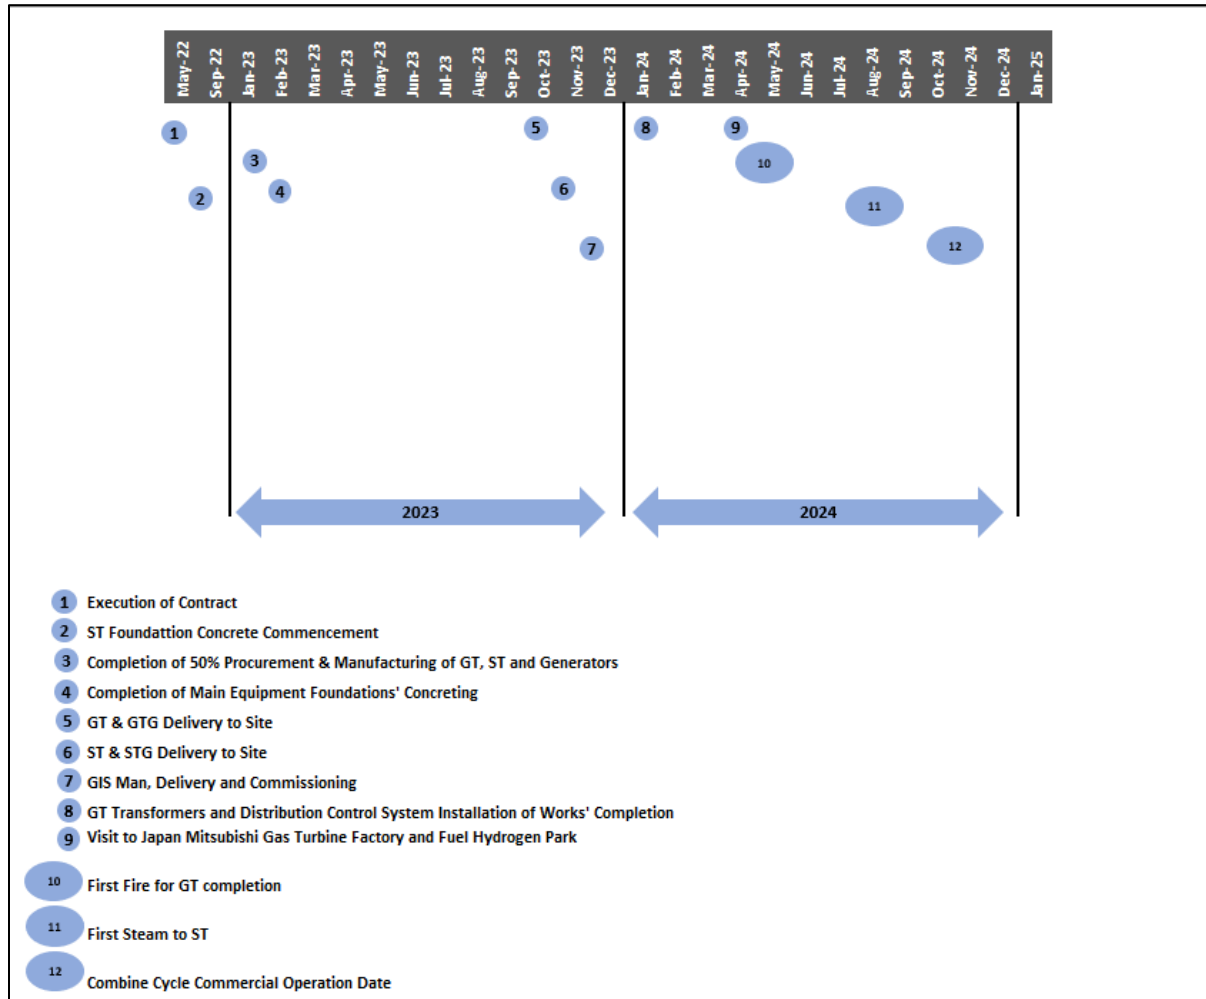 May-22 Sep-22 Jan-23 Feb-23 Mar-23 Apr-23 May-23 Jun-23 Jul-23 Aug-23 Sep-23 Oct-23 Nov-23 Dec-23 Jan-24 Feb-24 Mar-24 Apr-24 May-24 Jun-24 Jul-24 Aug-24 Sep-24 Oct-24 Nov-24 Dec-24 Jan-25
1 5 8 9
3 10
2 4 6 11
7 12
2023 2024
1 Execution of Contract
2 ST Foundattion Concrete Commencement
3 Completion of 50% Procurement & Manufacturing of GT, ST and Generators
4 Completion of Main Equipment Foundations' Concreting
5 GT & GTG Delivery to Site
6 ST & STG Delivery to Site
7 GIS Man, Delivery and Commissioning
8 GT Transformers and Distribution Control System Installation of Works' Completion
9 Visit to Japan Mitsubishi Gas Turbine Factory and Fuel Hydrogen Park
10 First Fire for GT completion
11 First Steam to ST
12 Combine Cycle Commercial Operation Date